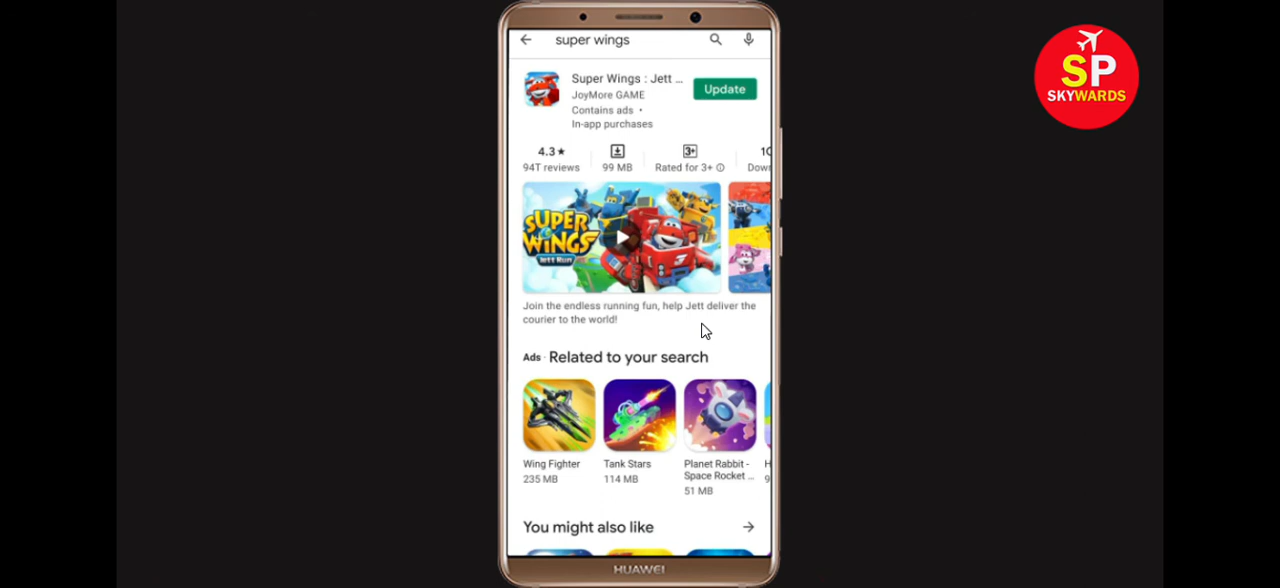 super wings
SP
SKYWARDS
Super Wings : Jett ...
JoyMore GAME
Contains ads •
In-app purchases
Update
4.3★
94T reviews
99 MB
3+
Rated for 3+
Down
SUPER
WINGS
Jett Run
Join the endless running fun, help Jett deliver the
courier to the world!
Ads · Related to your search
Wing Fighter
235 MB
Tank Stars
114 MB
Planet Rabbit -
Space Rocket ...
51 MB
You might also like
HUAWEI